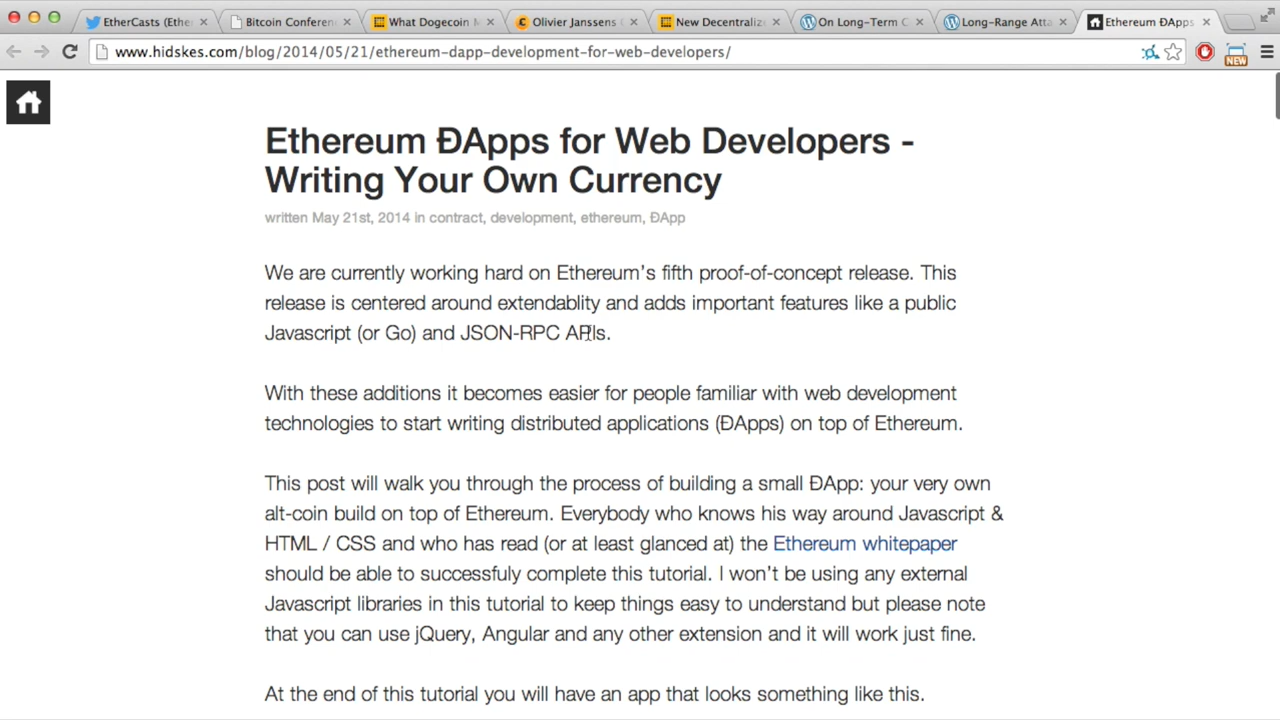 EtherCasts (Ethe
Bitcoin Conferen
What Dogecoin M
Olivier Janssens
New Decentraliz
On Long-Term C
Long-Range Atta
Ethereum ĐApps
www.hidskes.com/blog/2014/05/21/ethereum-dapp-development-for-web-developers/
NEW
Ethereum ĐApps for Web Developers -
Writing Your Own Currency
written May 21st, 2014 in contract, development, ethereum, ĐApp
We are currently working hard on Ethereum's fifth proof-of-concept release. This
release is centered around extendablity and adds important features like a public
Javascript (or Go) and JSON-RPC APIs.
With these additions it becomes easier for people familiar with web development
technologies to start writing distributed applications (ĐApps) on top of Ethereum.
This post will walk you through the process of building a small ĐApp: your very own
alt-coin build on top of Ethereum. Everybody who knows his way around Javascript &
HTML / CSS and who has read (or at least glanced at) the Ethereum whitepaper
should be able to successfuly complete this tutorial. I won't be using any external
Javascript libraries in this tutorial to keep things easy to understand but please note
that you can use jQuery, Angular and any other extension and it will work just fine.
At the end of this tutorial you will have an app that looks something like this.